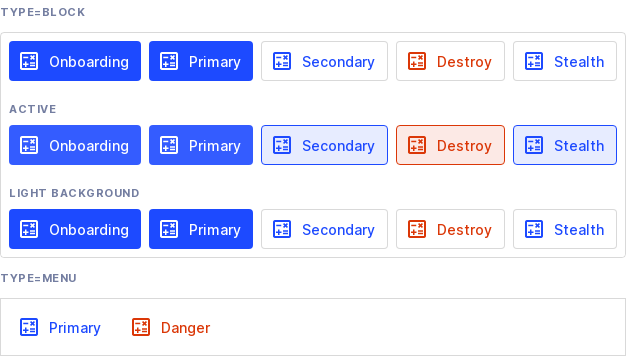 TYPE=BLOCK
Onboarding Primary Secondary Destroy Stealth
ACTIVE
Onboarding Primary Secondary Destroy Stealth
LIGHT BACKGROUND
Onboarding Primary Secondary Destroy Stealth
TYPE=MENU
Primary Danger